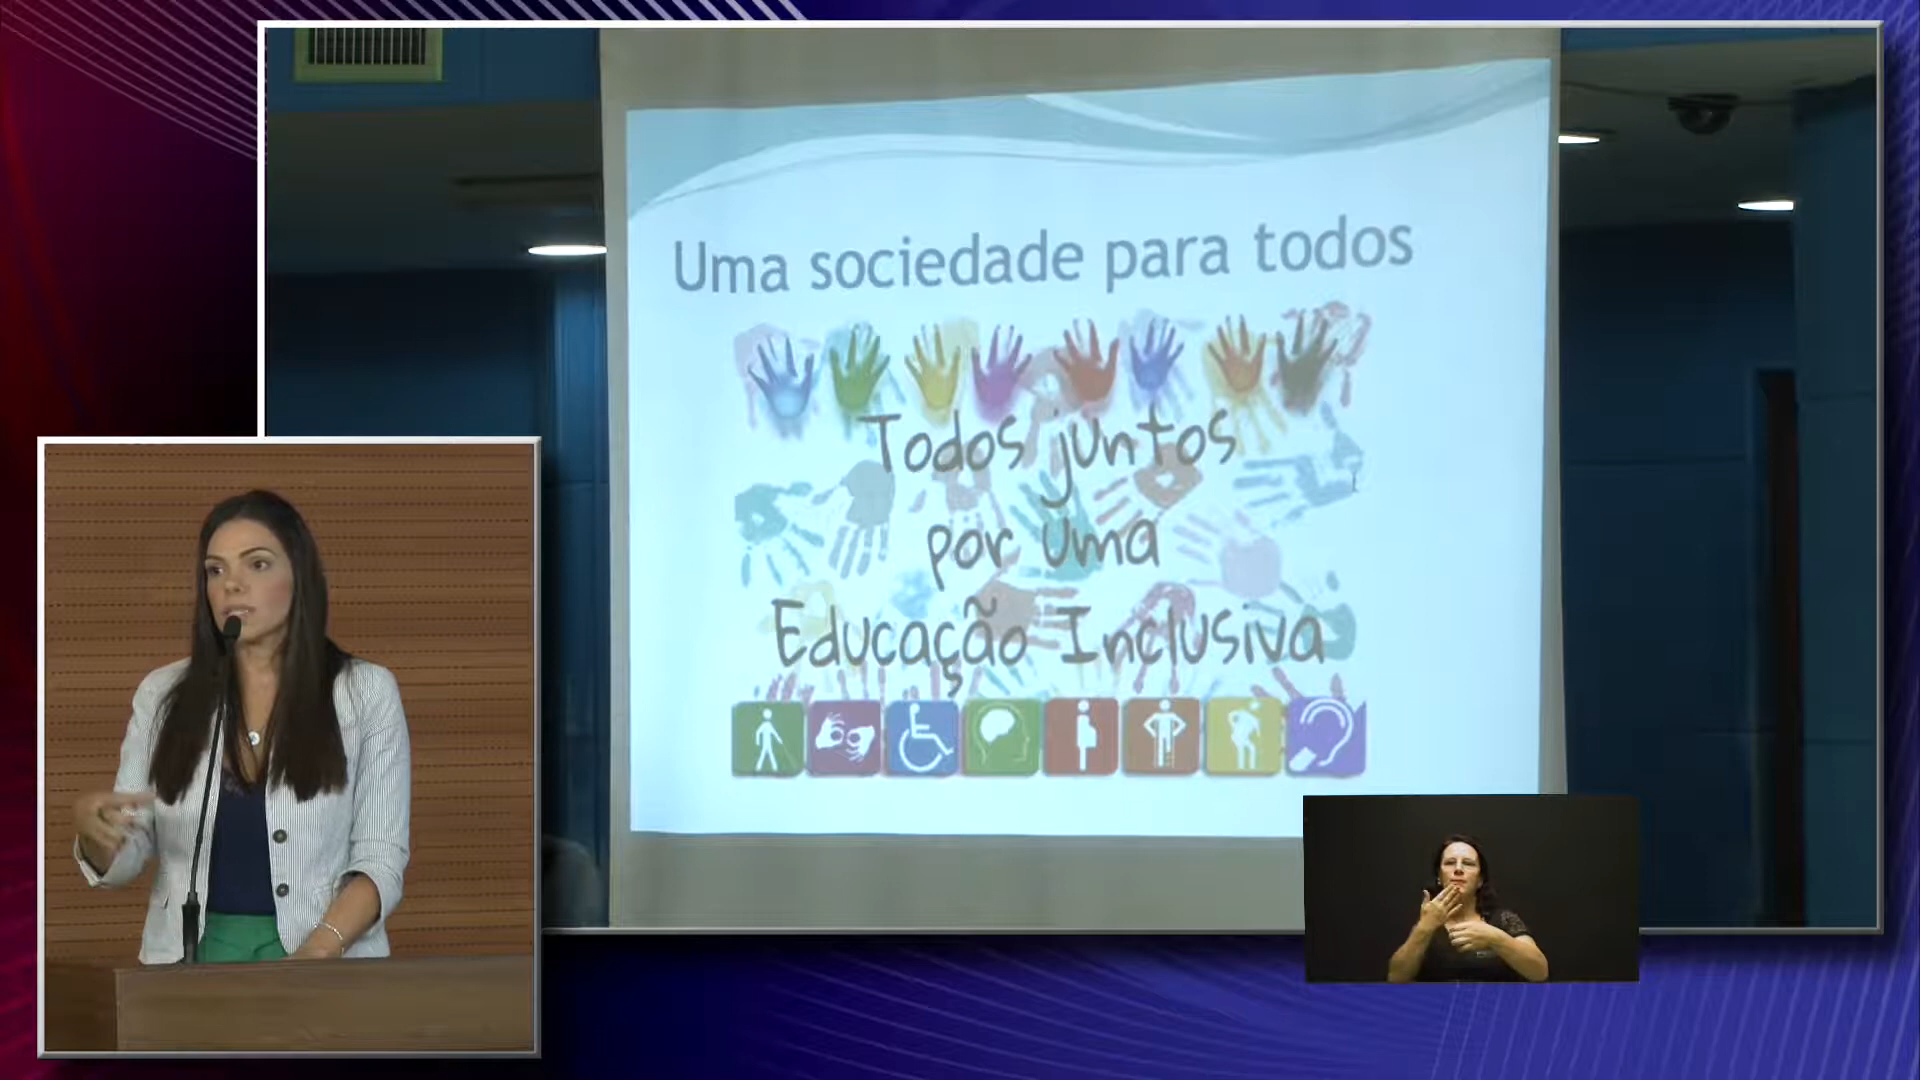 Uma sociedade para todos
Todos juntos
por uma
Educação Inclusiva